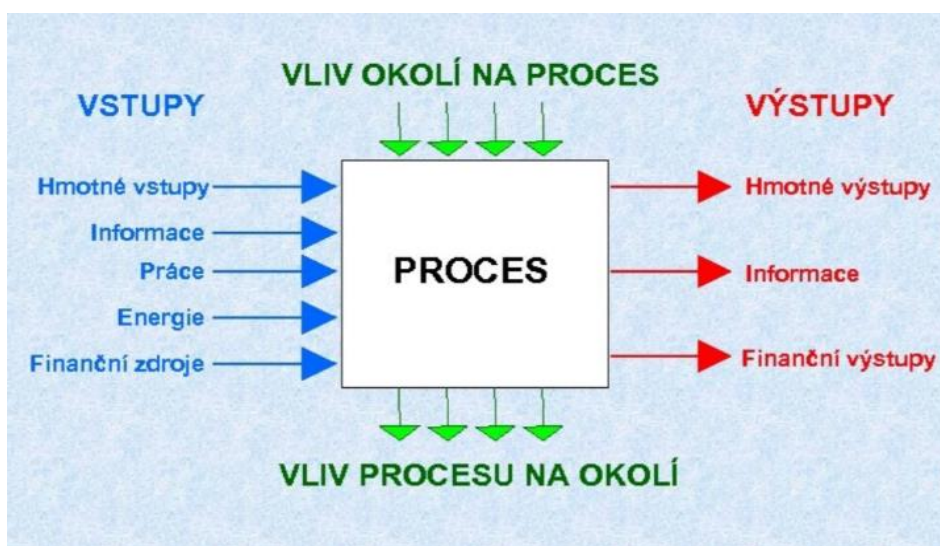 VLIV OKOLÍ NA PROCES
VSTUPY
VÝSTUPY
Hmotné vstupy
Informace
Práce
Energie
Finanční zdroje
PROCES
Hmotné výstupy
Informace
Finanční výstupy
VLIV PROCESU NA OKOLÍ